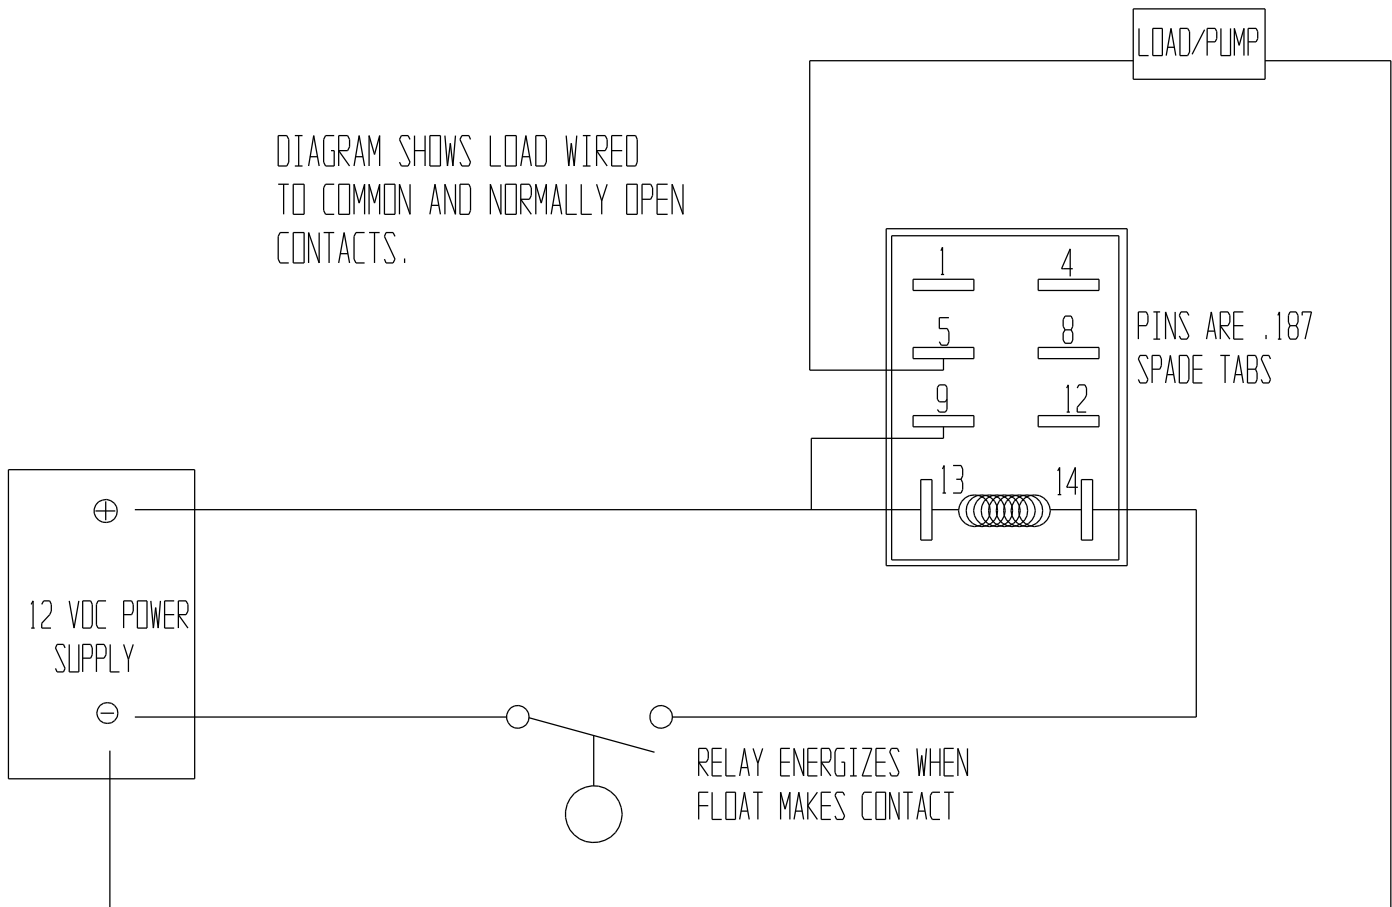 LOAD/PUMP
DIAGRAM SHOWS LOAD WIRED
TO COMMON AND NORMALLY OPEN
CONTACTS.
1 4
5 8
PINS ARE .187
SPADE TABS
9 12
13 14
+
12 VDC POWER
SUPPLY
-
RELAY ENERGIZES WHEN
FLOAT MAKES CONTACT